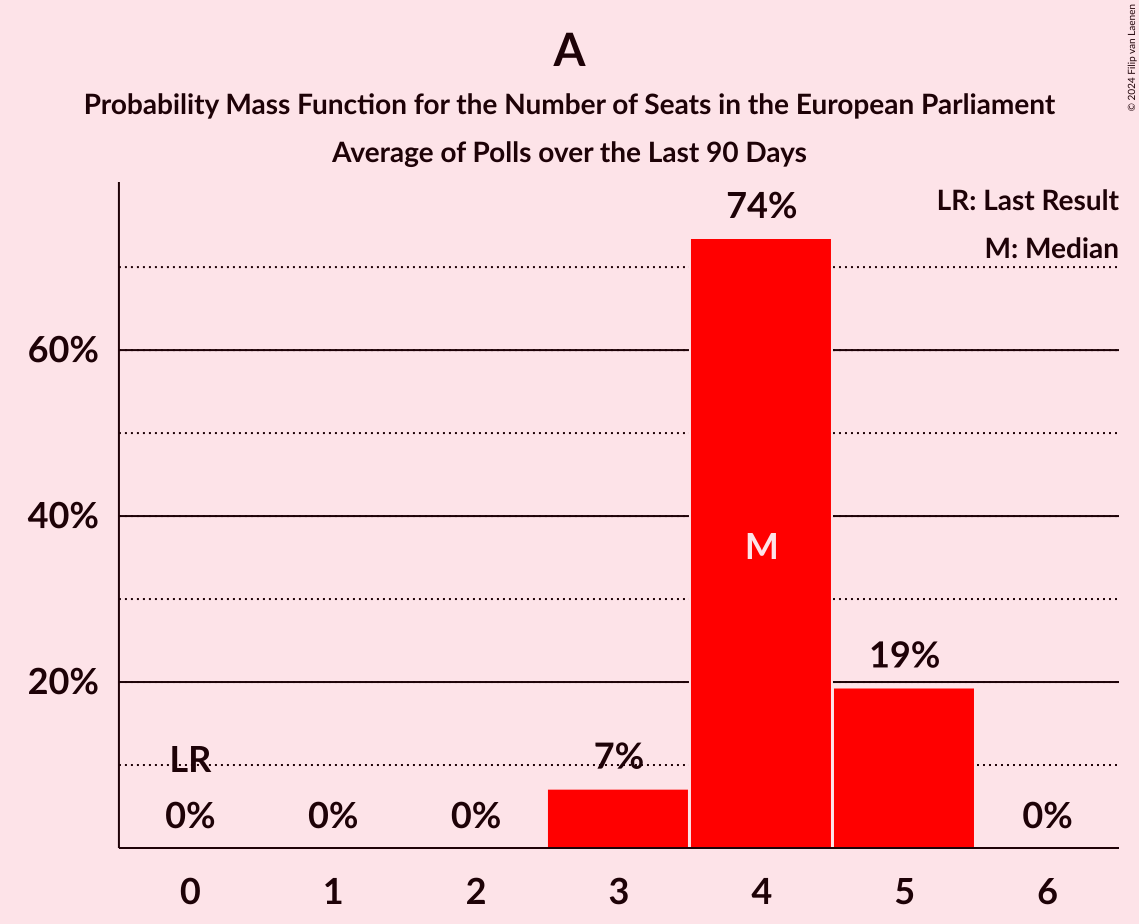 A
Probability Mass Function for the Number of Seats in the European Parliament
Average of Polls over the Last 90 Days
© 2024 Filip van Laenen
LR: Last Result
M: Median
74%
60%
40%
M
20%
19%
LR
7%
0%
0%
0%
0%
0
1
2
3
4
5
6